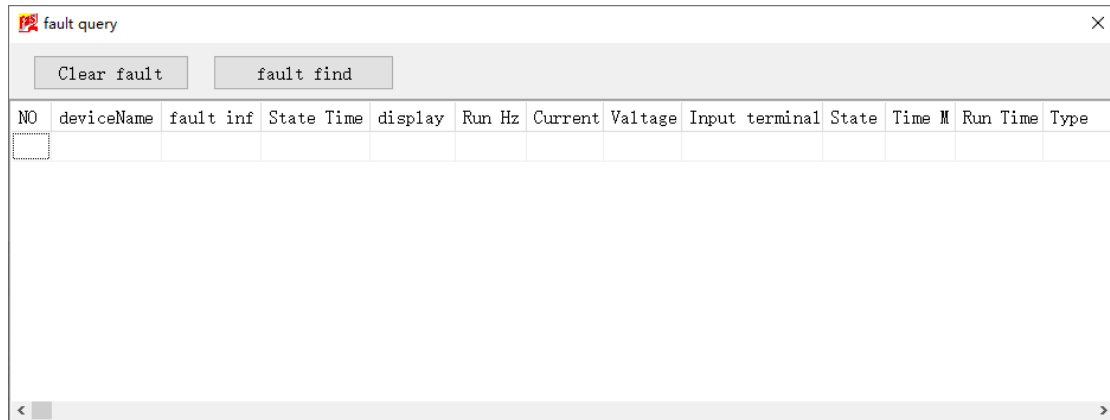 fault query
Clear fault fault find
NO deviceName fault inf State Time display Run Hz Current Valtage Input terminal State Time M Run Time Type